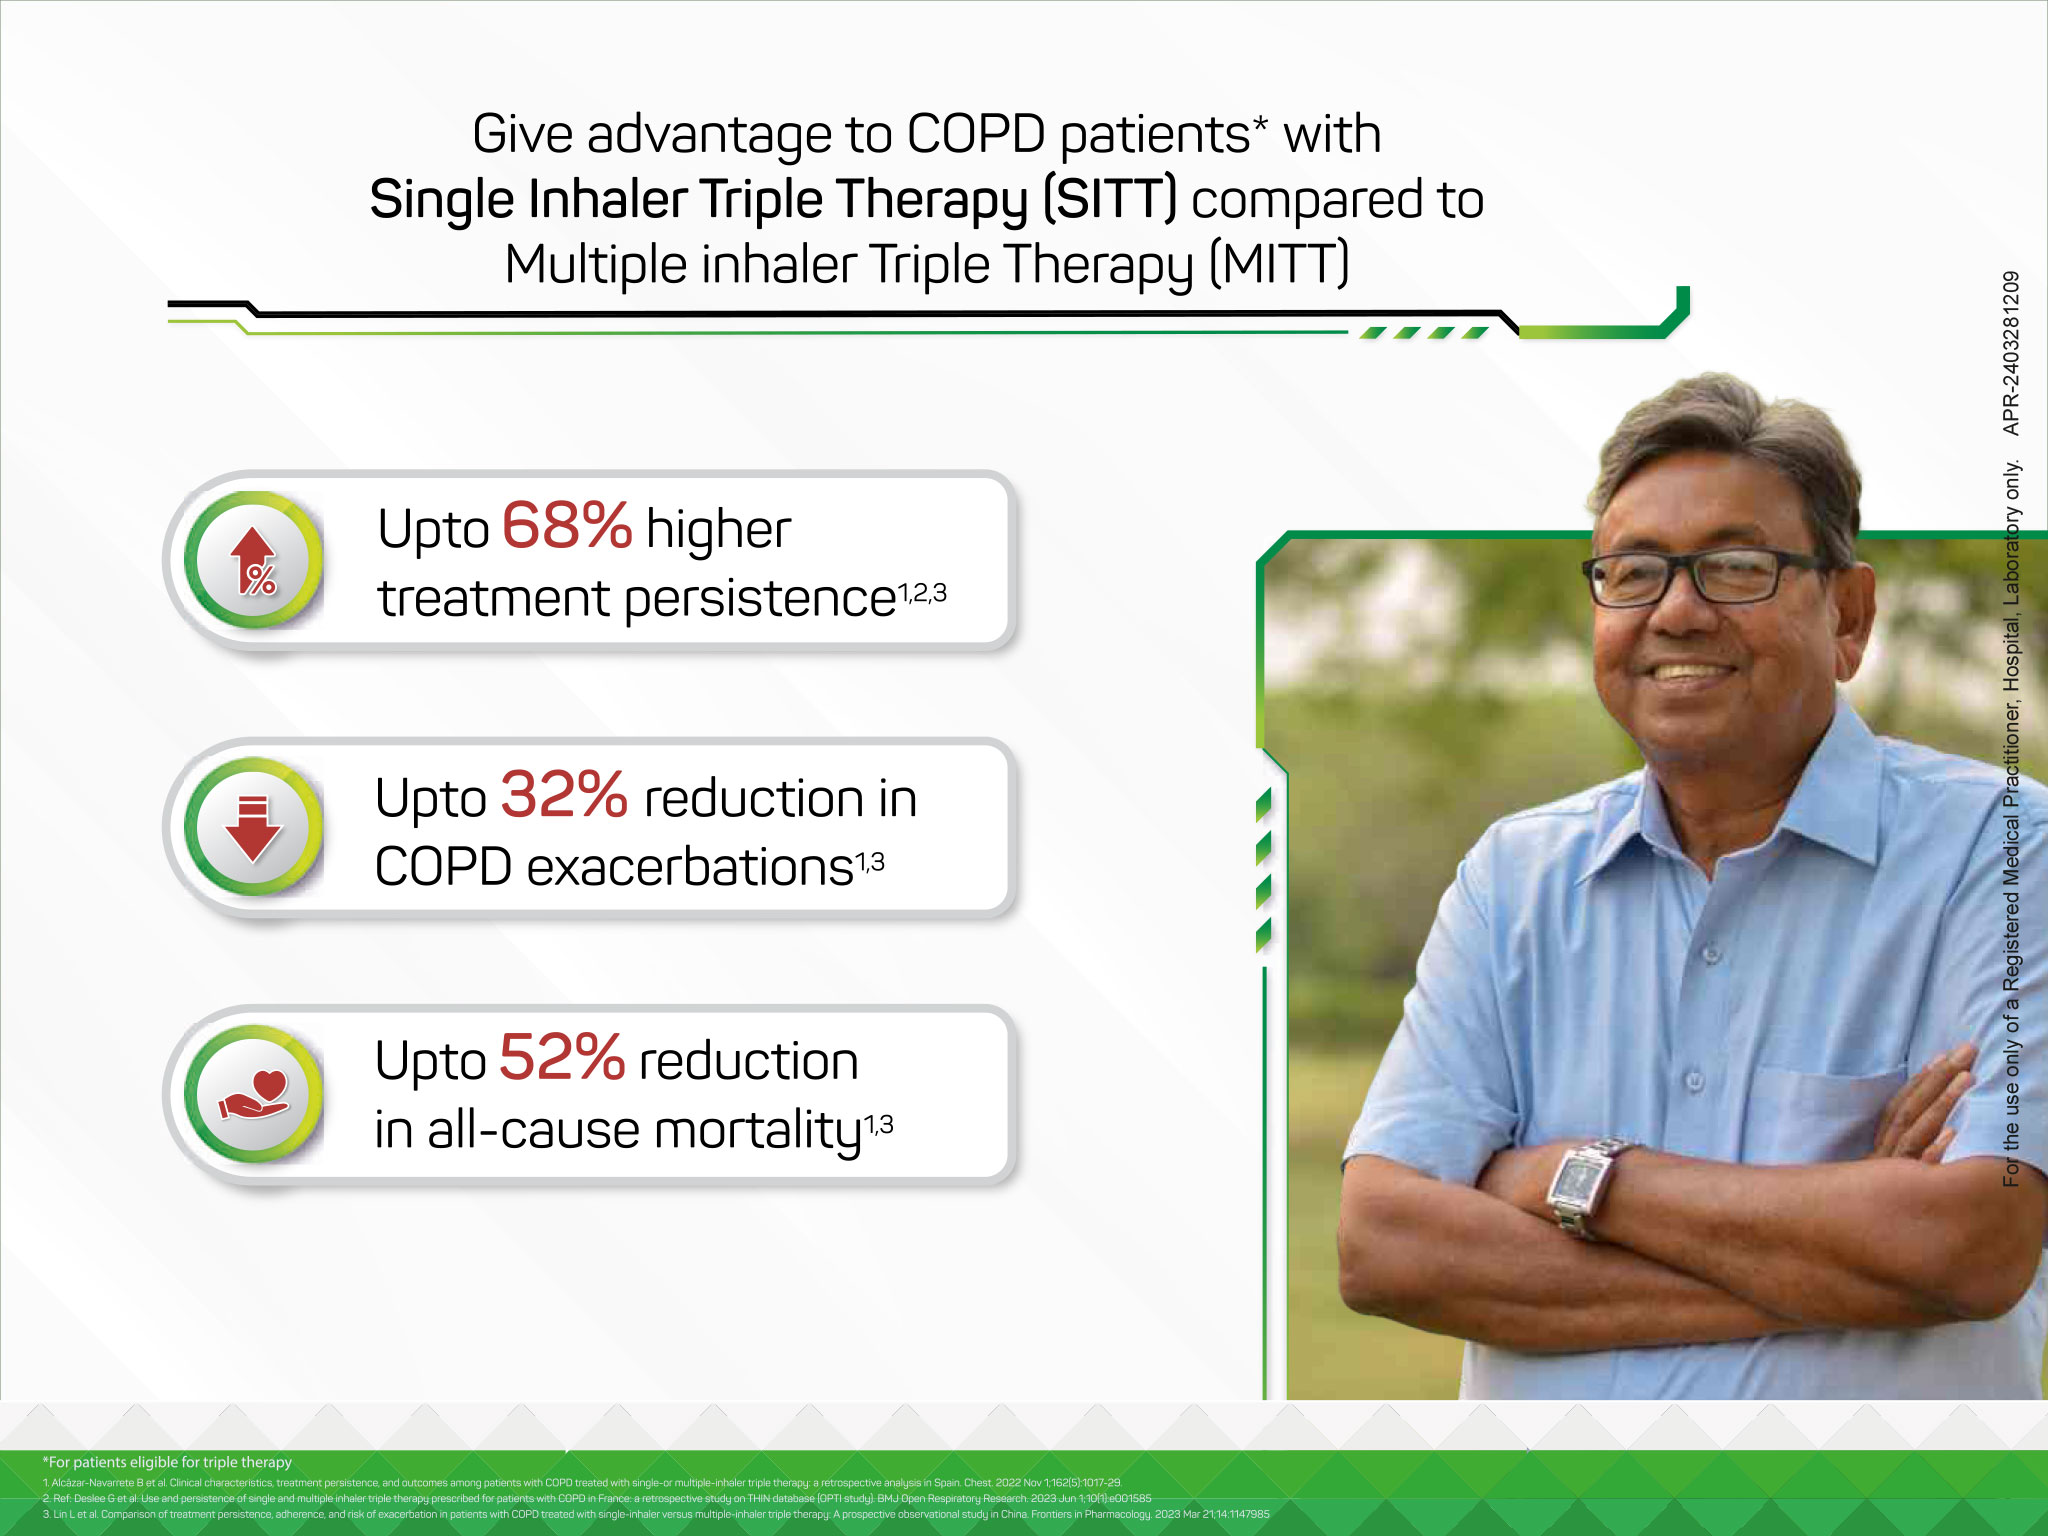 Give advantage to COPD patients* with
Single Inhaler Triple Therapy (SITT) compared to
Multiple inhaler Triple Therapy (MITT)
Upto 68% higher
treatment persistence1,2,3
Upto 32% reduction in
COPD exacerbations1,3
Upto 52% reduction
in all-cause mortality1,3
For the use only of a Registered Medical Practitioner, Hospital, Laboratory only. APR-2403281209
*For patients eligible for triple therapy
1. Alcázar-Navarrete B et al. Clinical characteristics, treatment persistence, and outcomes among patients with COPD treated with single-or multiple-inhaler triple therapy: a retrospective analysis in Spain. Chest. 2022 Nov 1;162(5):1017-29.
2. Ref: Deslee G et al. Use and persistence of single and multiple inhaler triple therapy prescribed for patients with COPD in France: a retrospective study on THIN database (OPTI study). BMJ Open Respiratory Research. 2023 Jun 1;10(1):e001585
3. Lin L et al. Comparison of treatment persistence, adherence, and risk of exacerbation in patients with COPD treated with single-inhaler versus multiple-inhaler triple therapy: A prospective observational study in China. Frontiers in Pharmacology. 2023 Mar 21;14:1147985